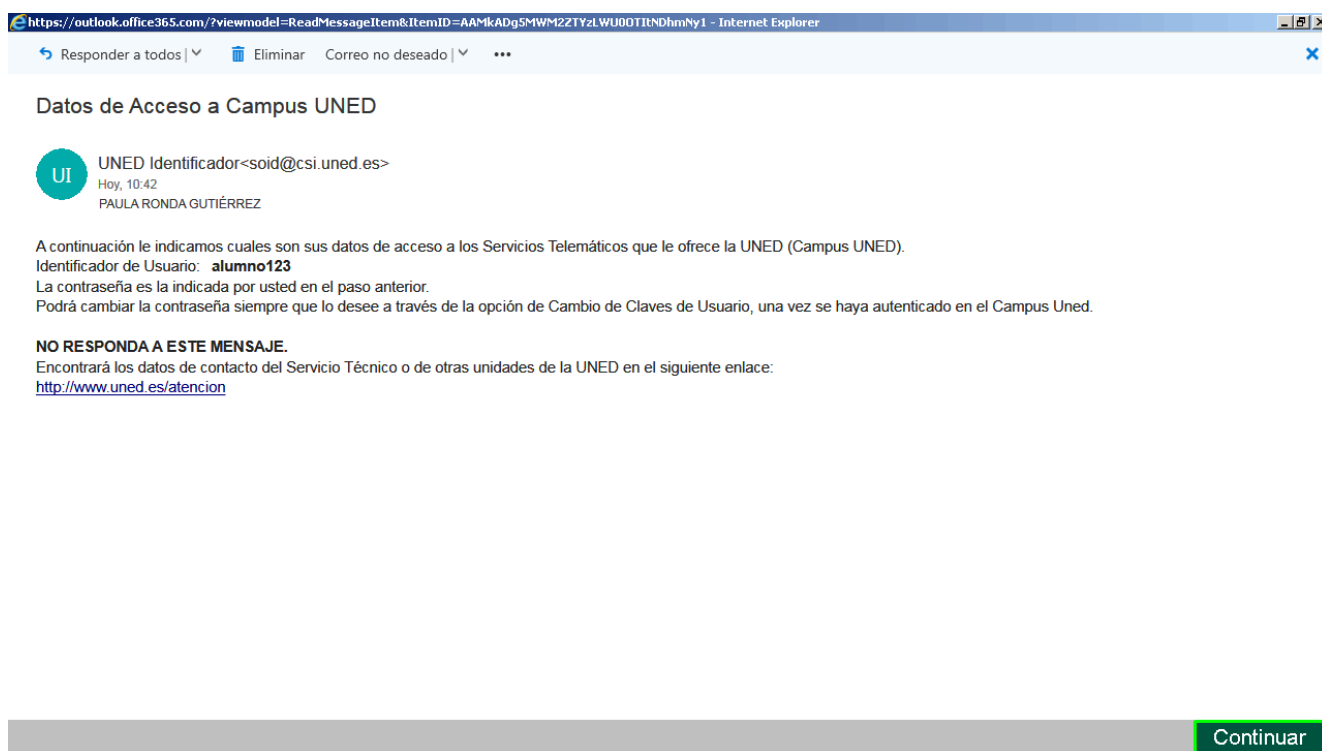 https://outlook.office365.com/?viewmodel=ReadMessageItem&ItemID=AAMkADg5MWM2ZTYzLWU0OTItNDhmNy1 - Internet Explorer
Responder a todos | Eliminar Correo no deseado | ...
Datos de Acceso a Campus UNED
UI
UNED Identificador<soid@csi.uned.es>
Hoy, 10:42
PAULA RONDA GUTIÉRREZ
A continuación le indicamos cuales son sus datos de acceso a los Servicios Telemáticos que le ofrece la UNED (Campus UNED).
Identificador de Usuario: alumno123
La contraseña es la indicada por usted en el paso anterior.
Podrá cambiar la contraseña siempre que lo desee a través de la opción de Cambio de Claves de Usuario, una vez se haya autenticado en el Campus Uned.
NO RESPONDA A ESTE MENSAJE.
Encontrará los datos de contacto del Servicio Técnico o de otras unidades de la UNED en el siguiente enlace:
http://www.uned.es/atencion
Continuar